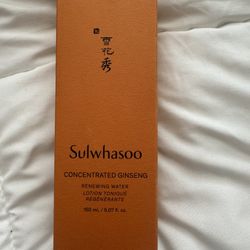 雪
花
秀
Sulwhasoo
CONCENTRATED GINSENG
RENEWING WATER
LOTION TONIQUE
RÉGÉNÉRANTE
150 mL / 5.07 fl. oz.